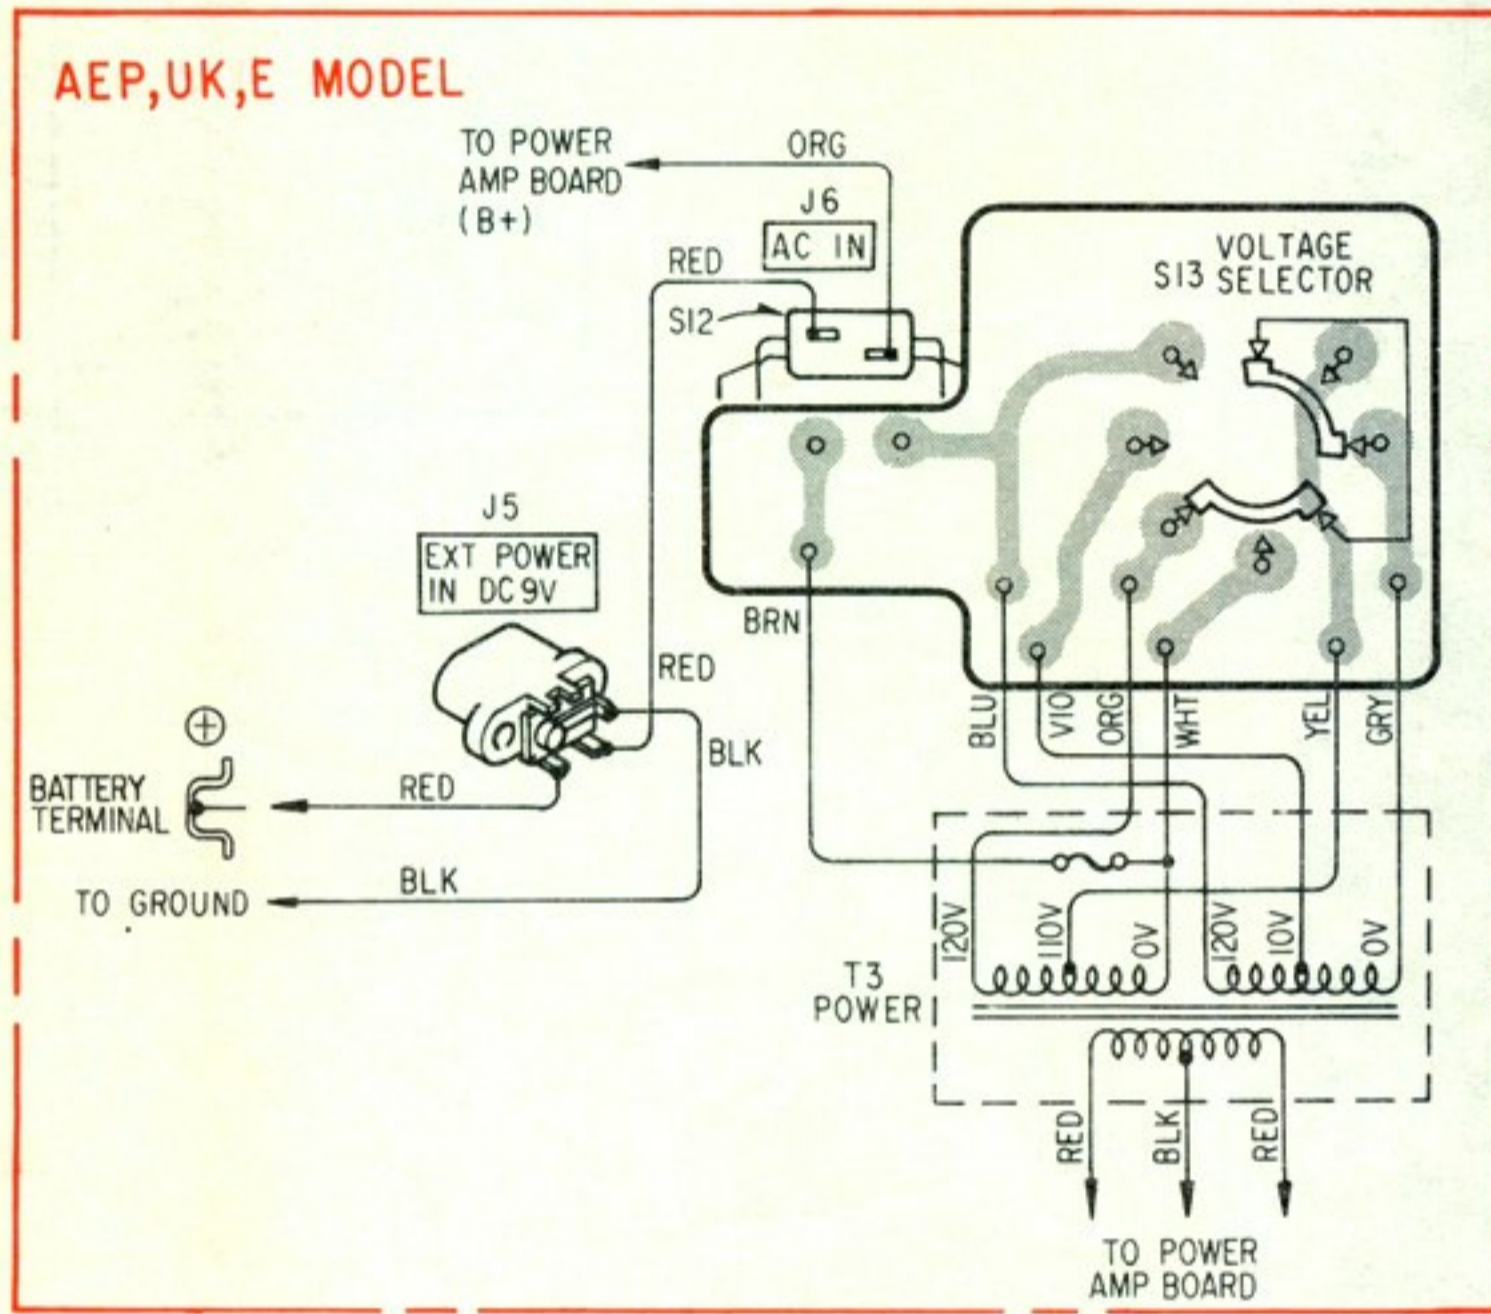 AEP,UK,E MODEL
TO POWER
AMP BOARD
(B+)
ORG
J6
AC IN
RED
S12
S13
VOLTAGE
SELECTOR
J5
EXT POWER
IN DC 9V
BRN
RED
BLK
BLU
VIO
ORG
WHT
YEL
GRY
BATTERY
TERMINAL
RED
TO GROUND
BLK
120V
110V
0V
120V
10V
0V
T3
POWER
RED
BLK
RED
TO POWER
AMP BOARD